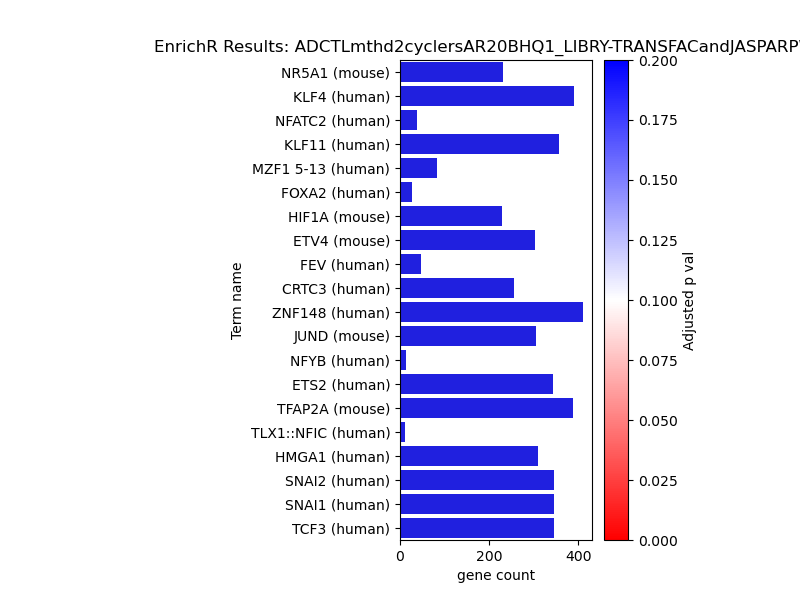 EnrichR Results: ADCTLmthd2cyclersAR20BHQ1_LIBRY-TRANSFACandJASPARP
NR5A1 (mouse)
KLF4 (human)
NFATC2 (human)
KLF11 (human)
MZF1 5-13 (human)
FOXA2 (human)
HIF1A (mouse)
ETV4 (mouse)
FEV (human)
CRTC3 (human)
ZNF148 (human)
JUND (mouse)
NFYB (human)
ETS2 (human)
TFAP2A (mouse)
TLX1::NFIC (human)
HMGA1 (human)
SNAI2 (human)
SNAI1 (human)
TCF3 (human)
Term name
0 200 400
gene count
0.200
0.175
0.150
0.125
0.100
0.075
0.050
0.025
0.000
Adjusted p val